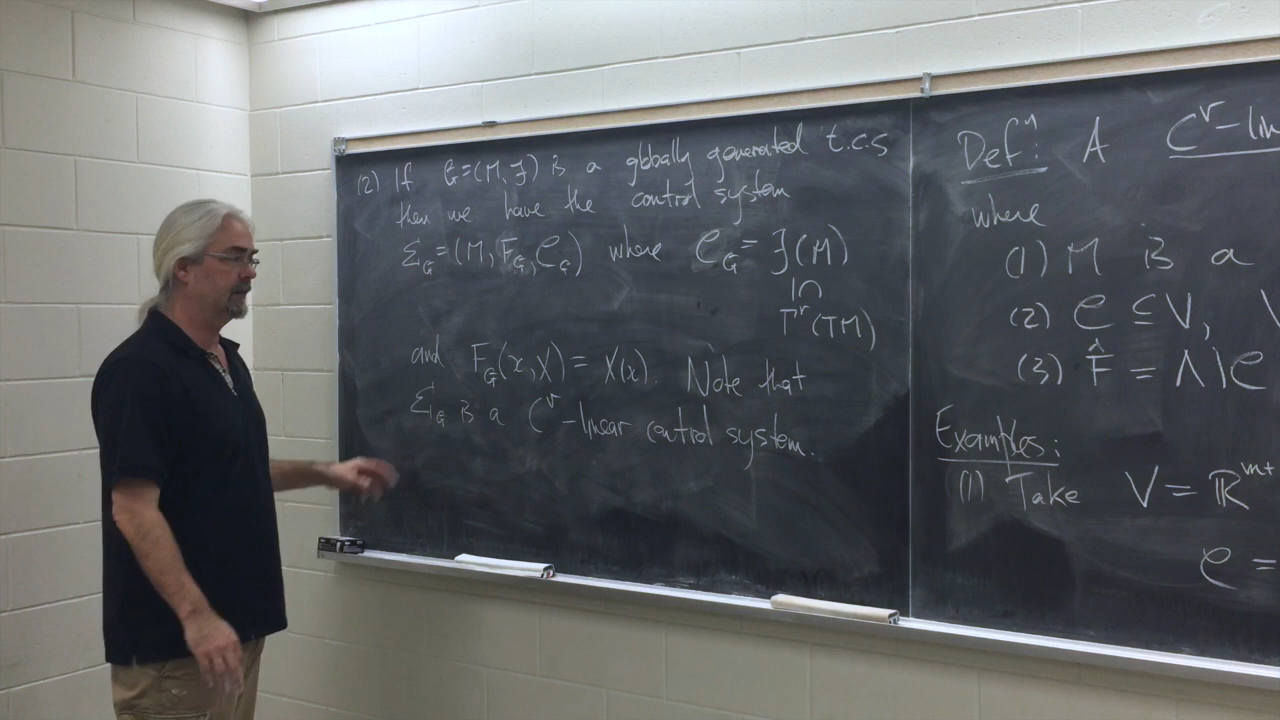 (2) If G=(M,F) is a globally generated t.c.s
then we have the control system
Σ_G=(M,F_G,C_G) where C_G = F(M)
⊆
Γ^r(TM)
and F_G(x,X)= X(x). Note that
Σ_G is a C^r-linear control system.
Def^n: A C^r-lin
where
(1) M is a
(2) C ⊆ V,
(3) F̂ = Λ|C
Examples:
(1) Take V = ℝ^m+
C =